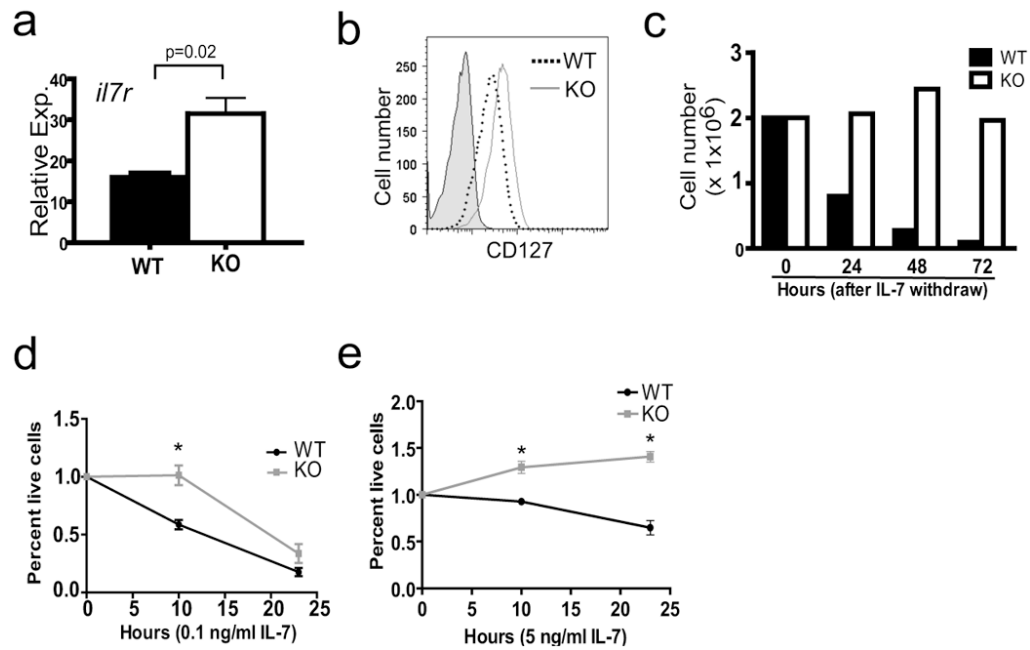 a
p=0.02
il7r
Relative Exp.
40
30
20
10
0
WT KO
b
WT
KO
Cell number
250
200
150
100
50
0
CD127
c
WT
KO
Cell number
(x 1x10^6)
3
2
1
0
0 24 48 72
Hours (after IL-7 withdraw)
d
Percent live cells
1.5
1.0
0.5
0.0
*
WT
KO
0 5 10 15 20 25
Hours (0.1 ng/ml IL-7)
e
Percent live cells
2.0
1.5
1.0
0.5
0.0
* *
WT
KO
0 5 10 15 20 25
Hours (5 ng/ml IL-7)